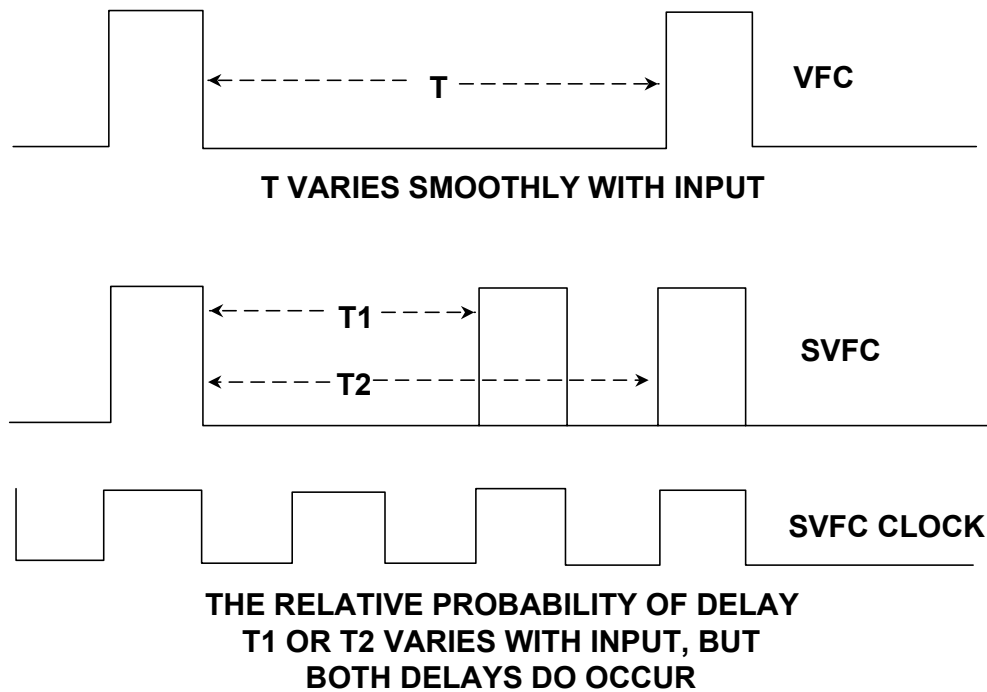 T
VFC
T VARIES SMOOTHLY WITH INPUT
T1
SVFC
T2
SVFC CLOCK
THE RELATIVE PROBABILITY OF DELAY
T1 OR T2 VARIES WITH INPUT, BUT
BOTH DELAYS DO OCCUR